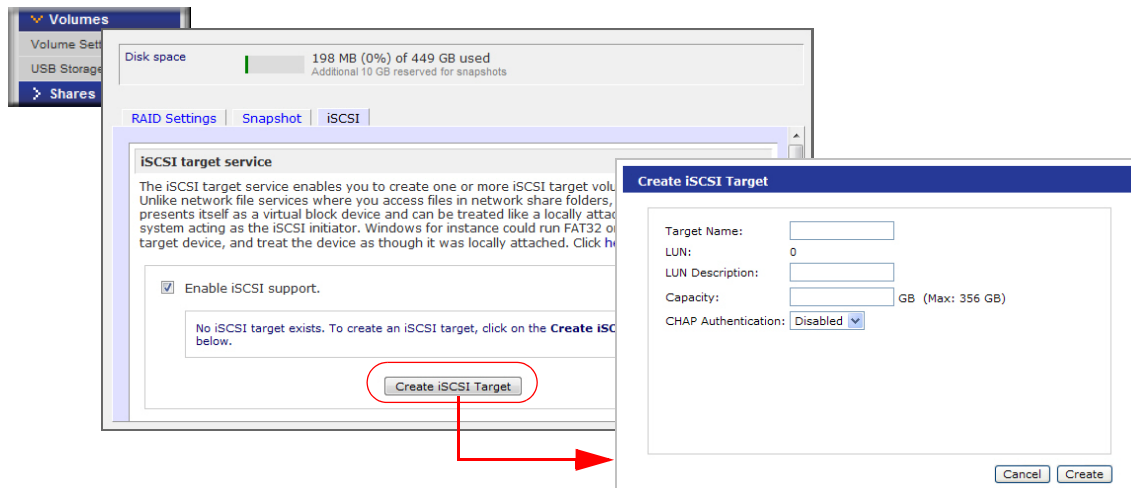 Volumes
Volume Sett
USB Storage
Shares
Disk space
198 MB (0%) of 449 GB used
Additional 10 GB reserved for snapshots
RAID Settings
Snapshot
iSCSI
iSCSI target service
The iSCSI target service enables you to create one or more iSCSI target volu
Unlike network file services where you access files in network share folders,
presents itself as a virtual block device and can be treated like a locally attac
system acting as the iSCSI initiator. Windows for instance could run FAT32 o
target device, and treat the device as though it was locally attached. Click he
Enable iSCSI support.
No iSCSI target exists. To create an iSCSI target, click on the Create iSC
below.
Create iSCSI Target
Create iSCSI Target
Target Name:
LUN: 0
LUN Description:
Capacity: GB (Max: 356 GB)
CHAP Authentication: Disabled
Cancel Create